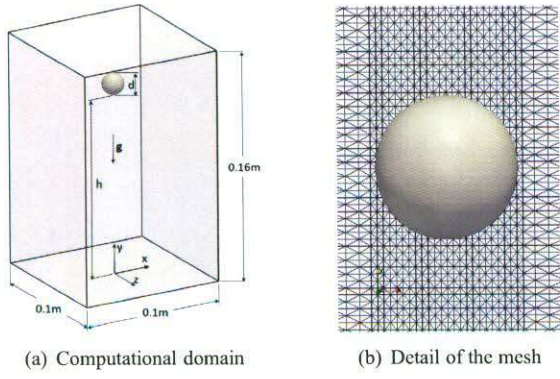 d
g
h
0.16m
y
x
z
0.1m
0.1m
(a) Computational domain
y
x
(b) Detail of the mesh